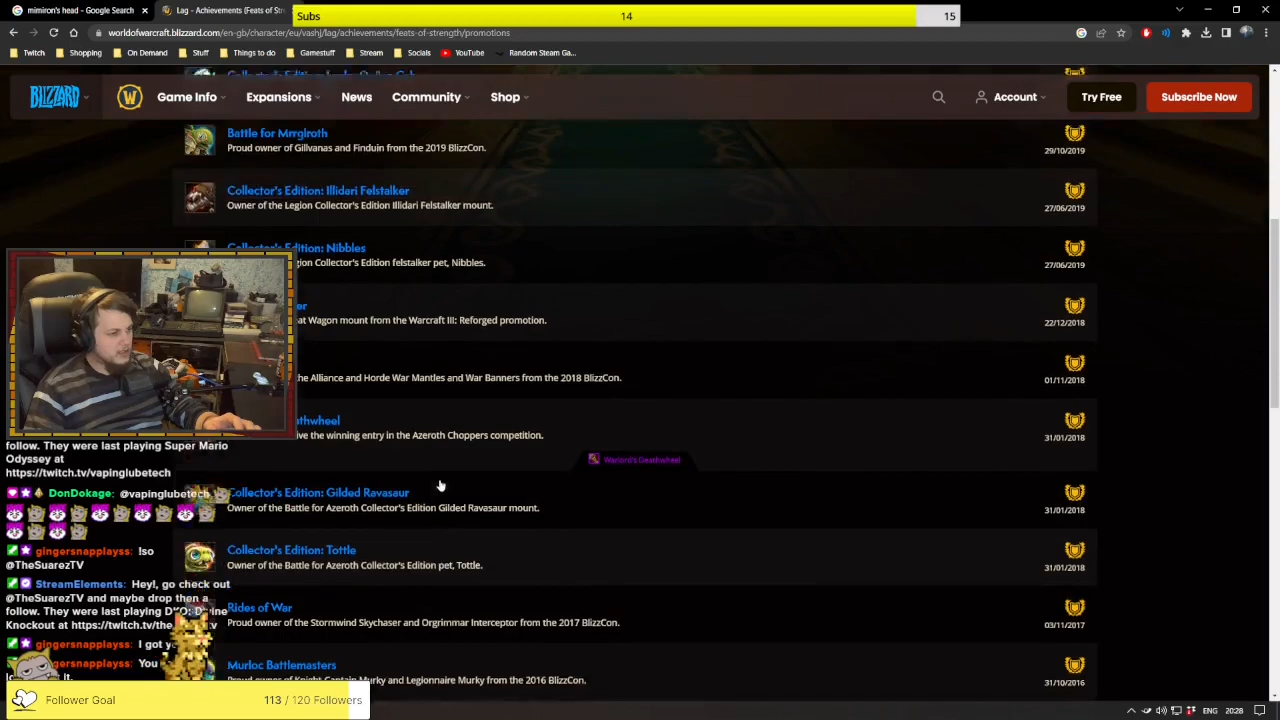 mimiron's head - Google Search
Lag - Achievements (Feats of Str
Subs
14
15
worldofwarcraft.blizzard.com/en-gb/character/eu/vashj/lag/achievements/feats-of-strength/promotions
Twitch
Shopping
On Demand
Stuff
Things to do
Gamestuff
Stream
Socials
YouTube
Random Steam Ga...
BLIZZARD
Game Info
Expansions
News
Community
Shop
Account
Try Free
Subscribe Now
Battle for Mrrglroth
Proud owner of Gillvanas and Finduin from the 2019 BlizzCon.
29/10/2019
Collector's Edition: Illidari Felstalker
Owner of the Legion Collector's Edition Illidari Felstalker mount.
27/06/2019
Collector's Edition: Nibbles
gion Collector's Edition felstalker pet, Nibbles.
27/06/2019
er
at Wagon mount from the Warcraft III: Reforged promotion.
22/12/2018
he Alliance and Horde War Mantles and War Banners from the 2018 BlizzCon.
01/11/2018
athwheel
ive the winning entry in the Azeroth Choppers competition.
31/01/2018
Warlord's Deathwheel
Collector's Edition: Gilded Ravasaur
Owner of the Battle for Azeroth Collector's Edition Gilded Ravasaur mount.
31/01/2018
Collector's Edition: Tottle
Owner of the Battle for Azeroth Collector's Edition pet, Tottle.
31/01/2018
Rides of War
Proud owner of the Stormwind Skychaser and Orgrimmar Interceptor from the 2017 BlizzCon.
03/11/2017
Murloc Battlemasters
Proud owner of Knight-Captain Murky and Legionnaire Murky from the 2016 BlizzCon.
31/10/2016
follow. They were last playing Super Mario
Odyssey at
https://twitch.tv/vapinglubetech
DonDokage: @vapinglubetech
gingersnapplayss: !so
@TheSuarezTV
StreamElements: Hey!, go check out
@TheSuarezTV and maybe drop then a
follow. They were last playing
Knockout at https://twitch.tv/the
gingersnapplayss: I got y
gersnapplayss: You
it.
Follower Goal
113 / 120 Followers
ENG
2028